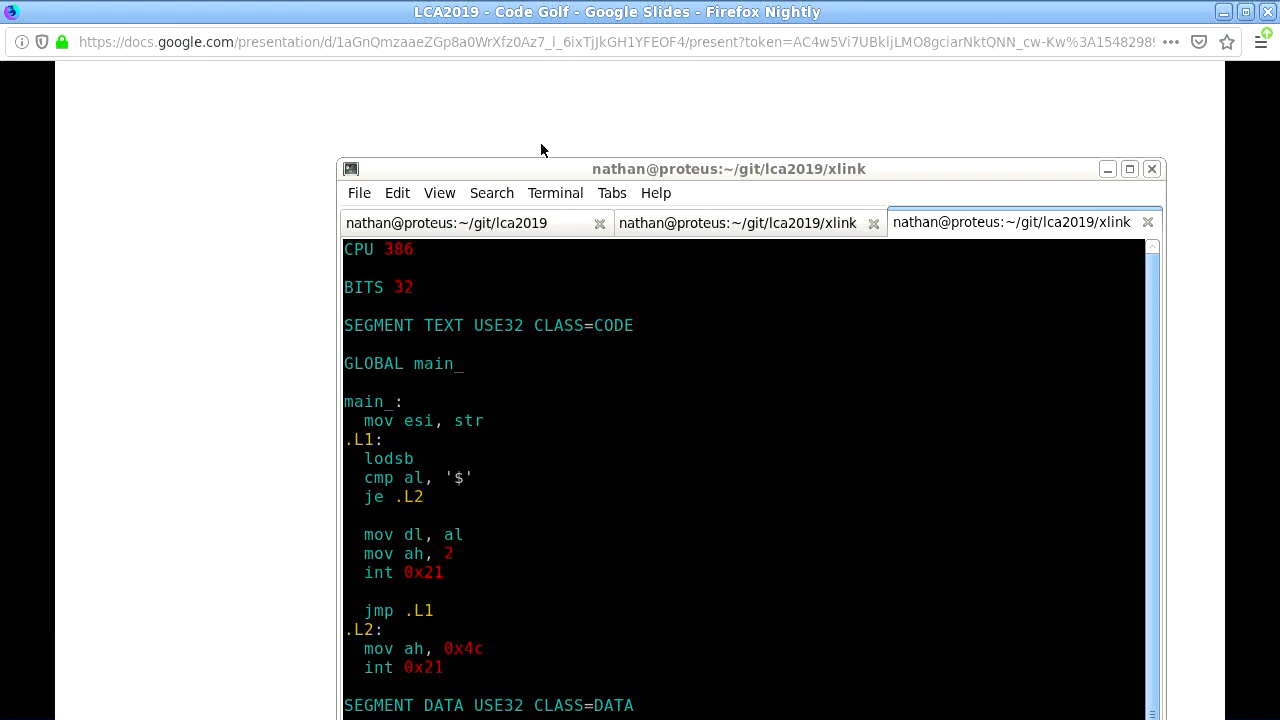 LCA2019 - Code Golf - Google Slides - Firefox Nightly
https://docs.google.com/presentation/d/1aGnQmzaaeZGp8a0WrXfz0Az7_l_6ixTjJkGH1YFEOF4/present?token=AC4w5Vi7UBkljLMO8gciarNktQNN_cw-Kw%3A1548298
nathan@proteus:~/git/lca2019/xlink
File Edit View Search Terminal Tabs Help
nathan@proteus:~/git/lca2019 nathan@proteus:~/git/lca2019/xlink nathan@proteus:~/git/lca2019/xlink
CPU 386
BITS 32
SEGMENT TEXT USE32 CLASS=CODE
GLOBAL main_
main_:
mov esi, str
.L1:
lodsb
cmp al, '$'
je .L2
mov dl, al
mov ah, 2
int 0x21
jmp .L1
.L2:
mov ah, 0x4c
int 0x21
SEGMENT DATA USE32 CLASS=DATA